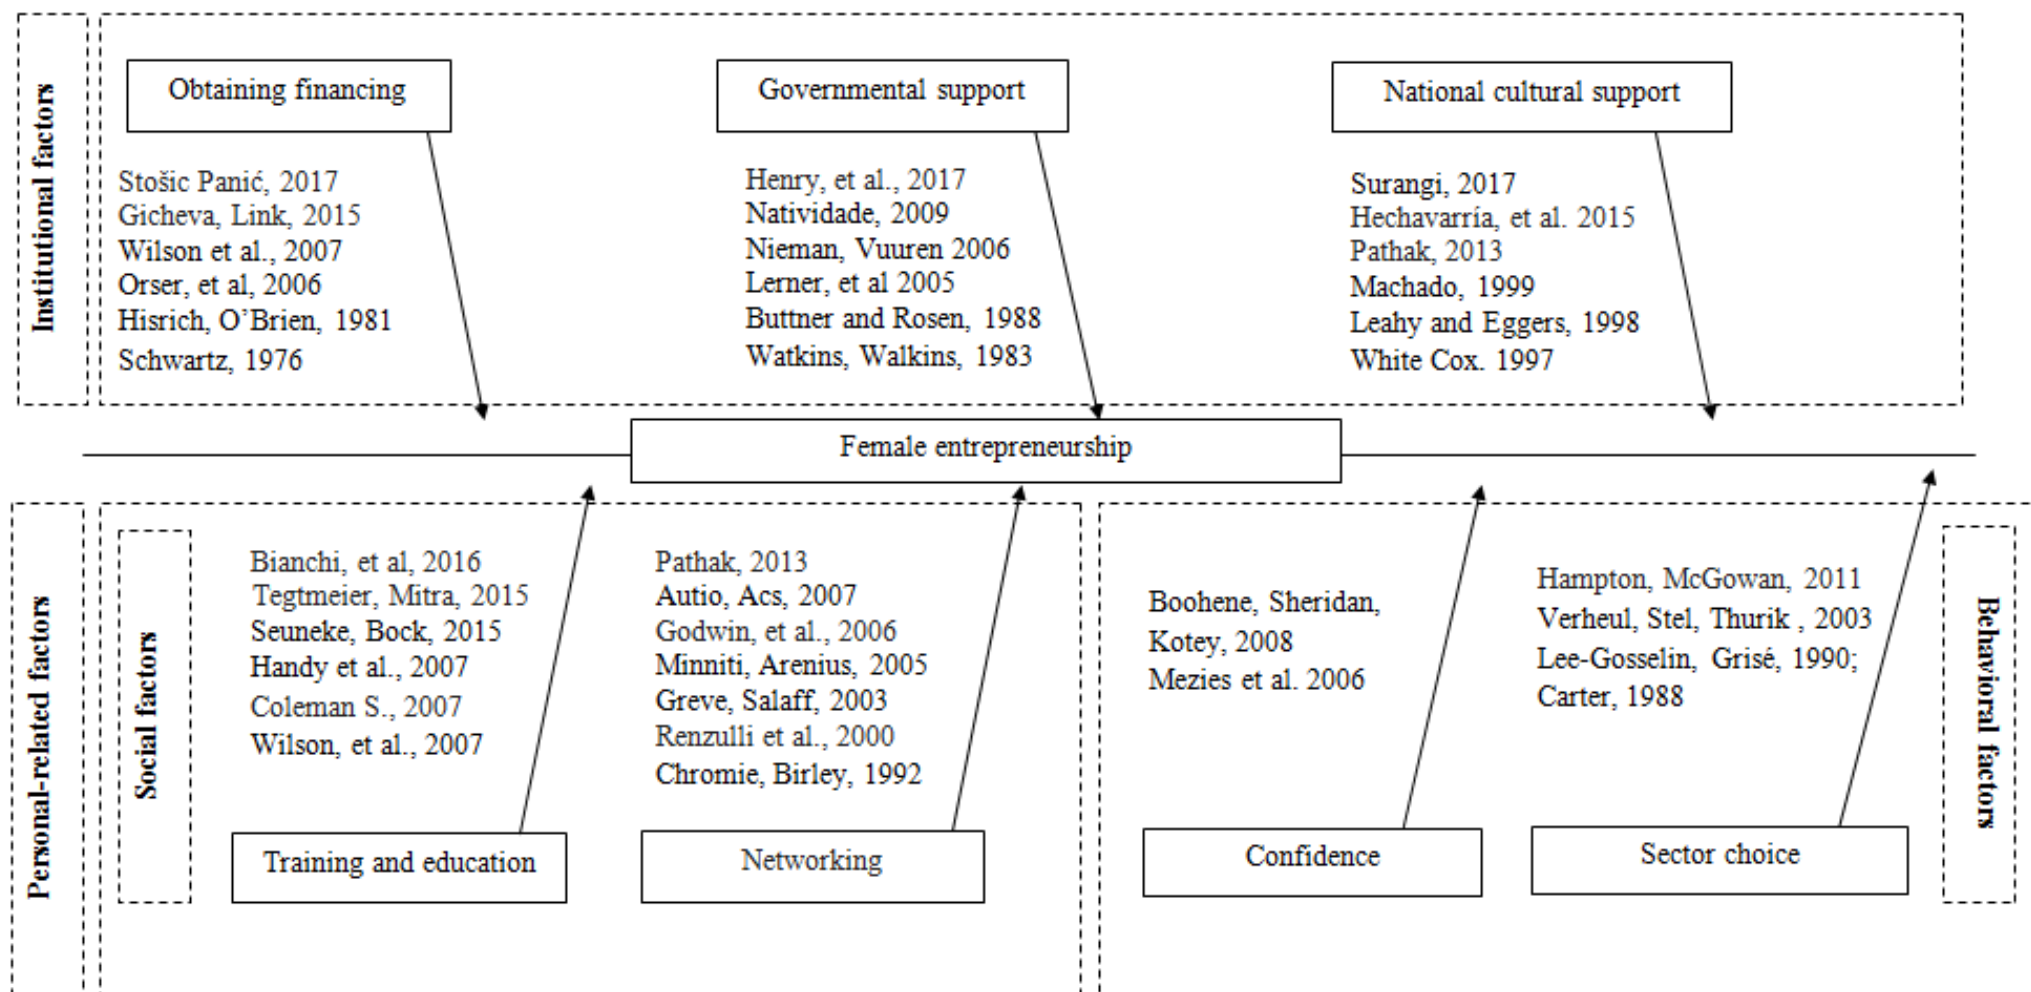 Institutional factors
Obtaining financing
Stošic Panić, 2017
Gicheva, Link, 2015
Wilson et al., 2007
Orser, et al, 2006
Hisrich, O'Brien, 1981
Schwartz, 1976
Governmental support
Henry, et al., 2017
Natividade, 2009
Nieman, Vuuren 2006
Lerner, et al 2005
Buttner and Rosen, 1988
Watkins, Walkins, 1983
National cultural support
Surangi, 2017
Hechavarría, et al. 2015
Pathak, 2013
Machado, 1999
Leahy and Eggers, 1998
White Cox. 1997
Female entrepreneurship
Personal-related factors
Social factors
Bianchi, et al, 2016
Tegtmeier, Mitra, 2015
Seuneke, Bock, 2015
Handy et al., 2007
Coleman S., 2007
Wilson, et al., 2007
Training and education
Pathak, 2013
Autio, Acs, 2007
Godwin, et al., 2006
Minniti, Arenius, 2005
Greve, Salaff, 2003
Renzulli et al., 2000
Chromie, Birley, 1992
Networking
Boohene, Sheridan,
Kotey, 2008
Mezies et al. 2006
Confidence
Hampton, McGowan, 2011
Verheul, Stel, Thurik , 2003
Lee-Gosselin, Grisé, 1990;
Carter, 1988
Sector choice
Behavioral factors